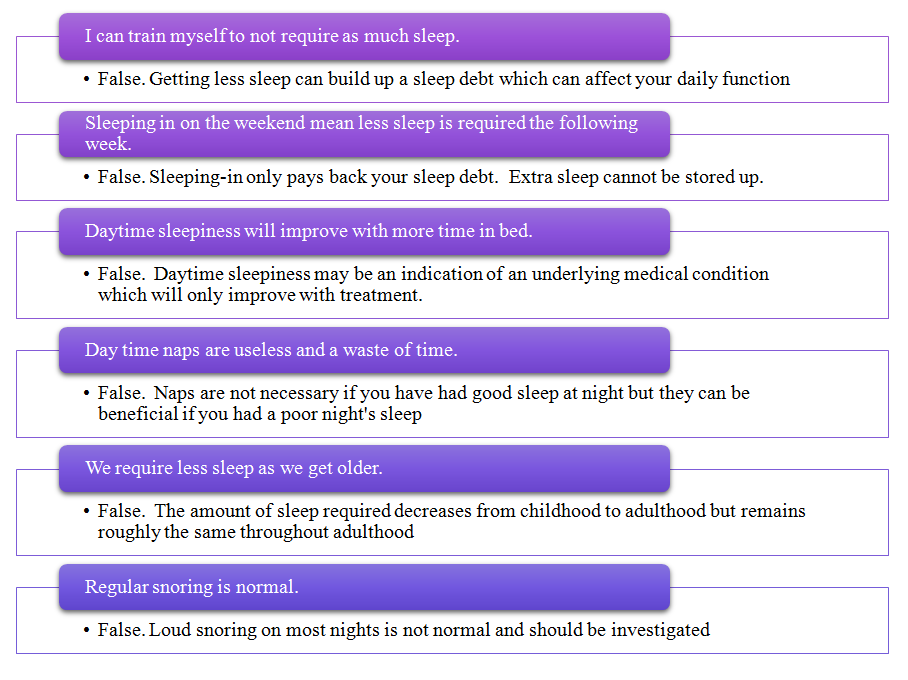 I can train myself to not require as much sleep.
• False. Getting less sleep can build up a sleep debt which can affect your daily function
Sleeping in on the weekend mean less sleep is required the following
week.
• False. Sleeping-in only pays back your sleep debt.  Extra sleep cannot be stored up.
Daytime sleepiness will improve with more time in bed.
• False.  Daytime sleepiness may be an indication of an underlying medical condition
which will only improve with treatment.
Day time naps are useless and a waste of time.
• False.  Naps are not necessary if you have had good sleep at night but they can be
beneficial if you had a poor night's sleep
We require less sleep as we get older.
• False.  The amount of sleep required decreases from childhood to adulthood but remains
roughly the same throughout adulthood
Regular snoring is normal.
• False. Loud snoring on most nights is not normal and should be investigated